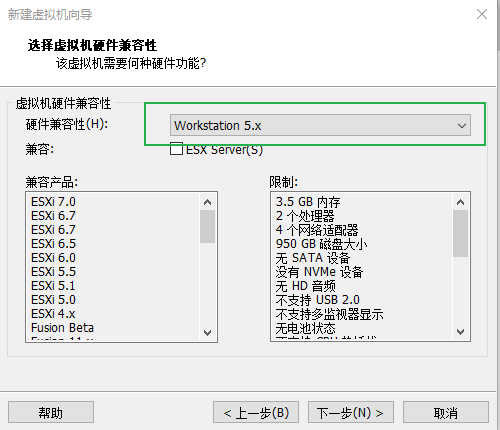 新建虚拟机向导
选择虚拟机硬件兼容性
该虚拟机需要何种硬件功能?
虚拟机硬件兼容性
硬件兼容性(H): Workstation 5.x
兼容: ESX Server(S)
兼容产品:
ESXi 7.0
ESXi 6.7
ESXi 6.7
ESXi 6.5
ESXi 6.0
ESXi 5.5
ESXi 5.1
ESXi 5.0
ESXi 4.x
Fusion Beta
限制:
3.5 GB 内存
2 个处理器
4 个网络适配器
950 GB 磁盘大小
无 SATA 设备
没有 NVMe 设备
无 HD 音频
不支持 USB 2.0
不支持多监视器显示
无电池状态
帮助 < 上一步(B) 下一步(N) > 取消